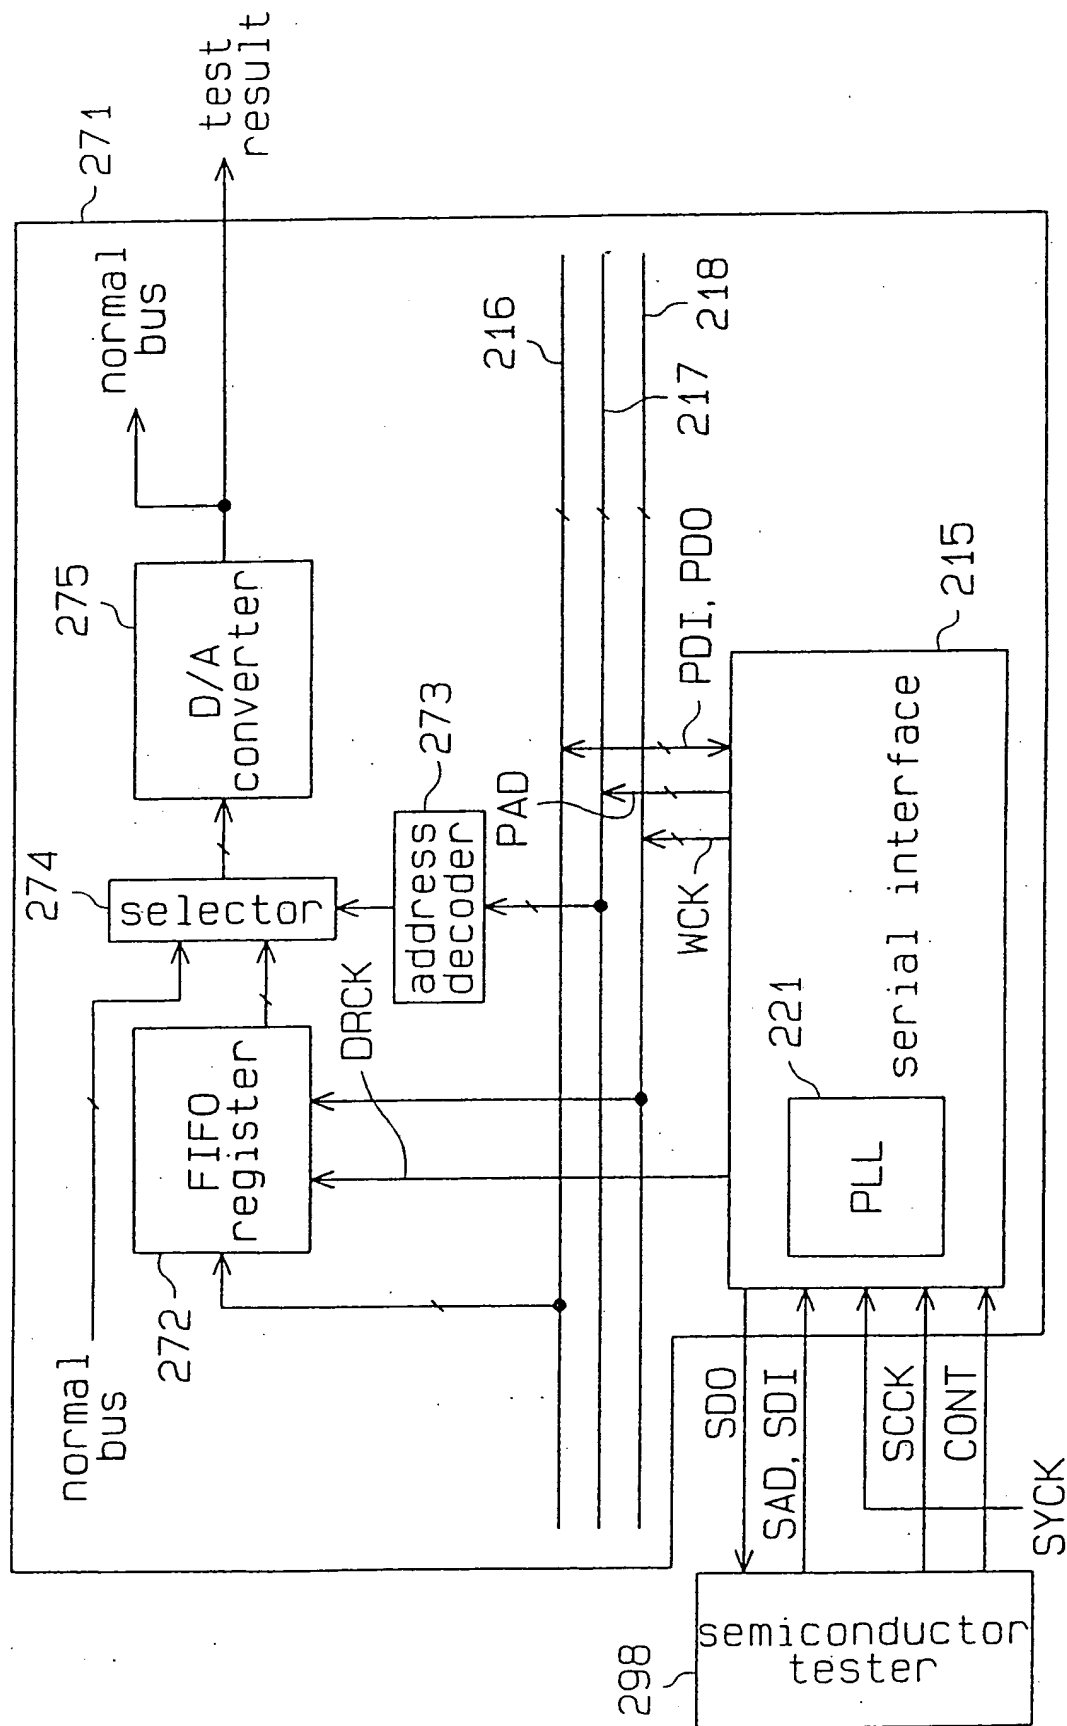 271
test
result
normal
bus
275
D/A
converter
274
selector
273
address
decoder
normal
bus
272
FIFO
register
DRCK
216
217
218
PAD
WCK
PDI, PDO
215
serial interface
221
PLL
SDO
SAD, SDI
SCCK
CONT
SYCK
298
semiconductor
tester